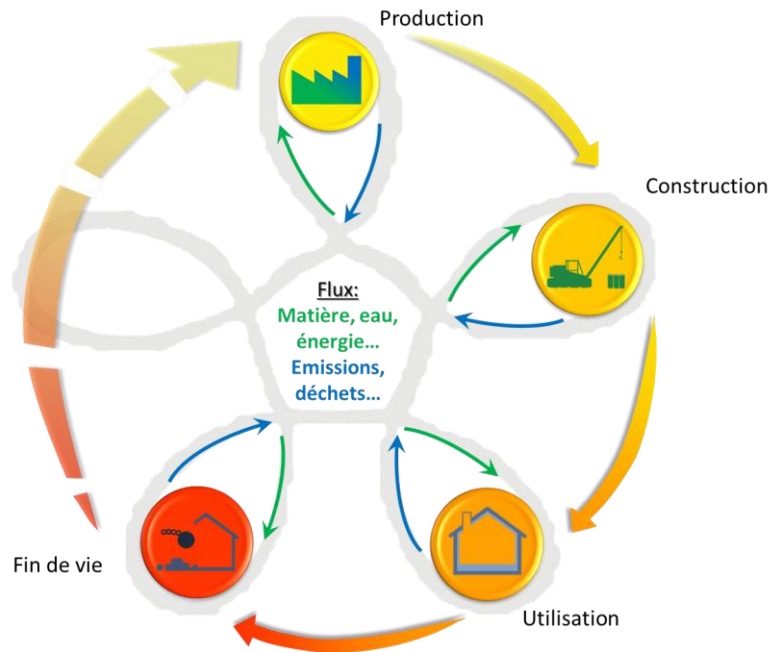 Production
Construction
Flux:
Matière, eau,
énergie...
Emissions,
déchets...
Fin de vie
Utilisation